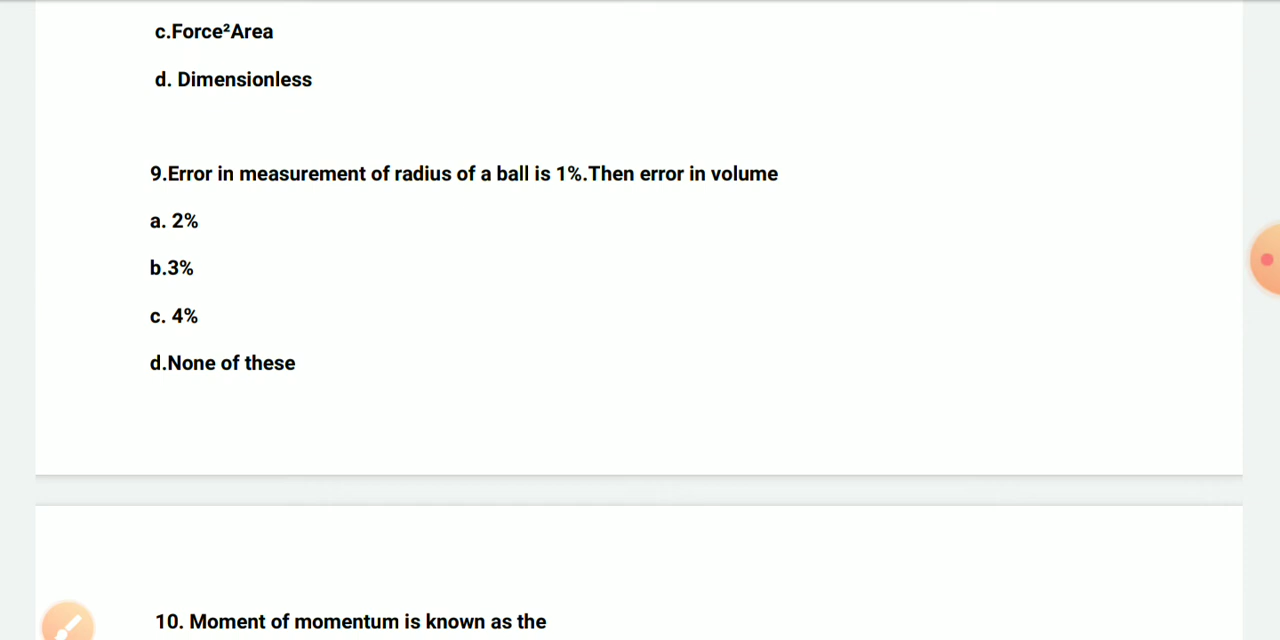 c.Force²Area
d. Dimensionless
9.Error in measurement of radius of a ball is 1%.Then error in volume
a. 2%
b.3%
c. 4%
d.None of these
10. Moment of momentum is known as the